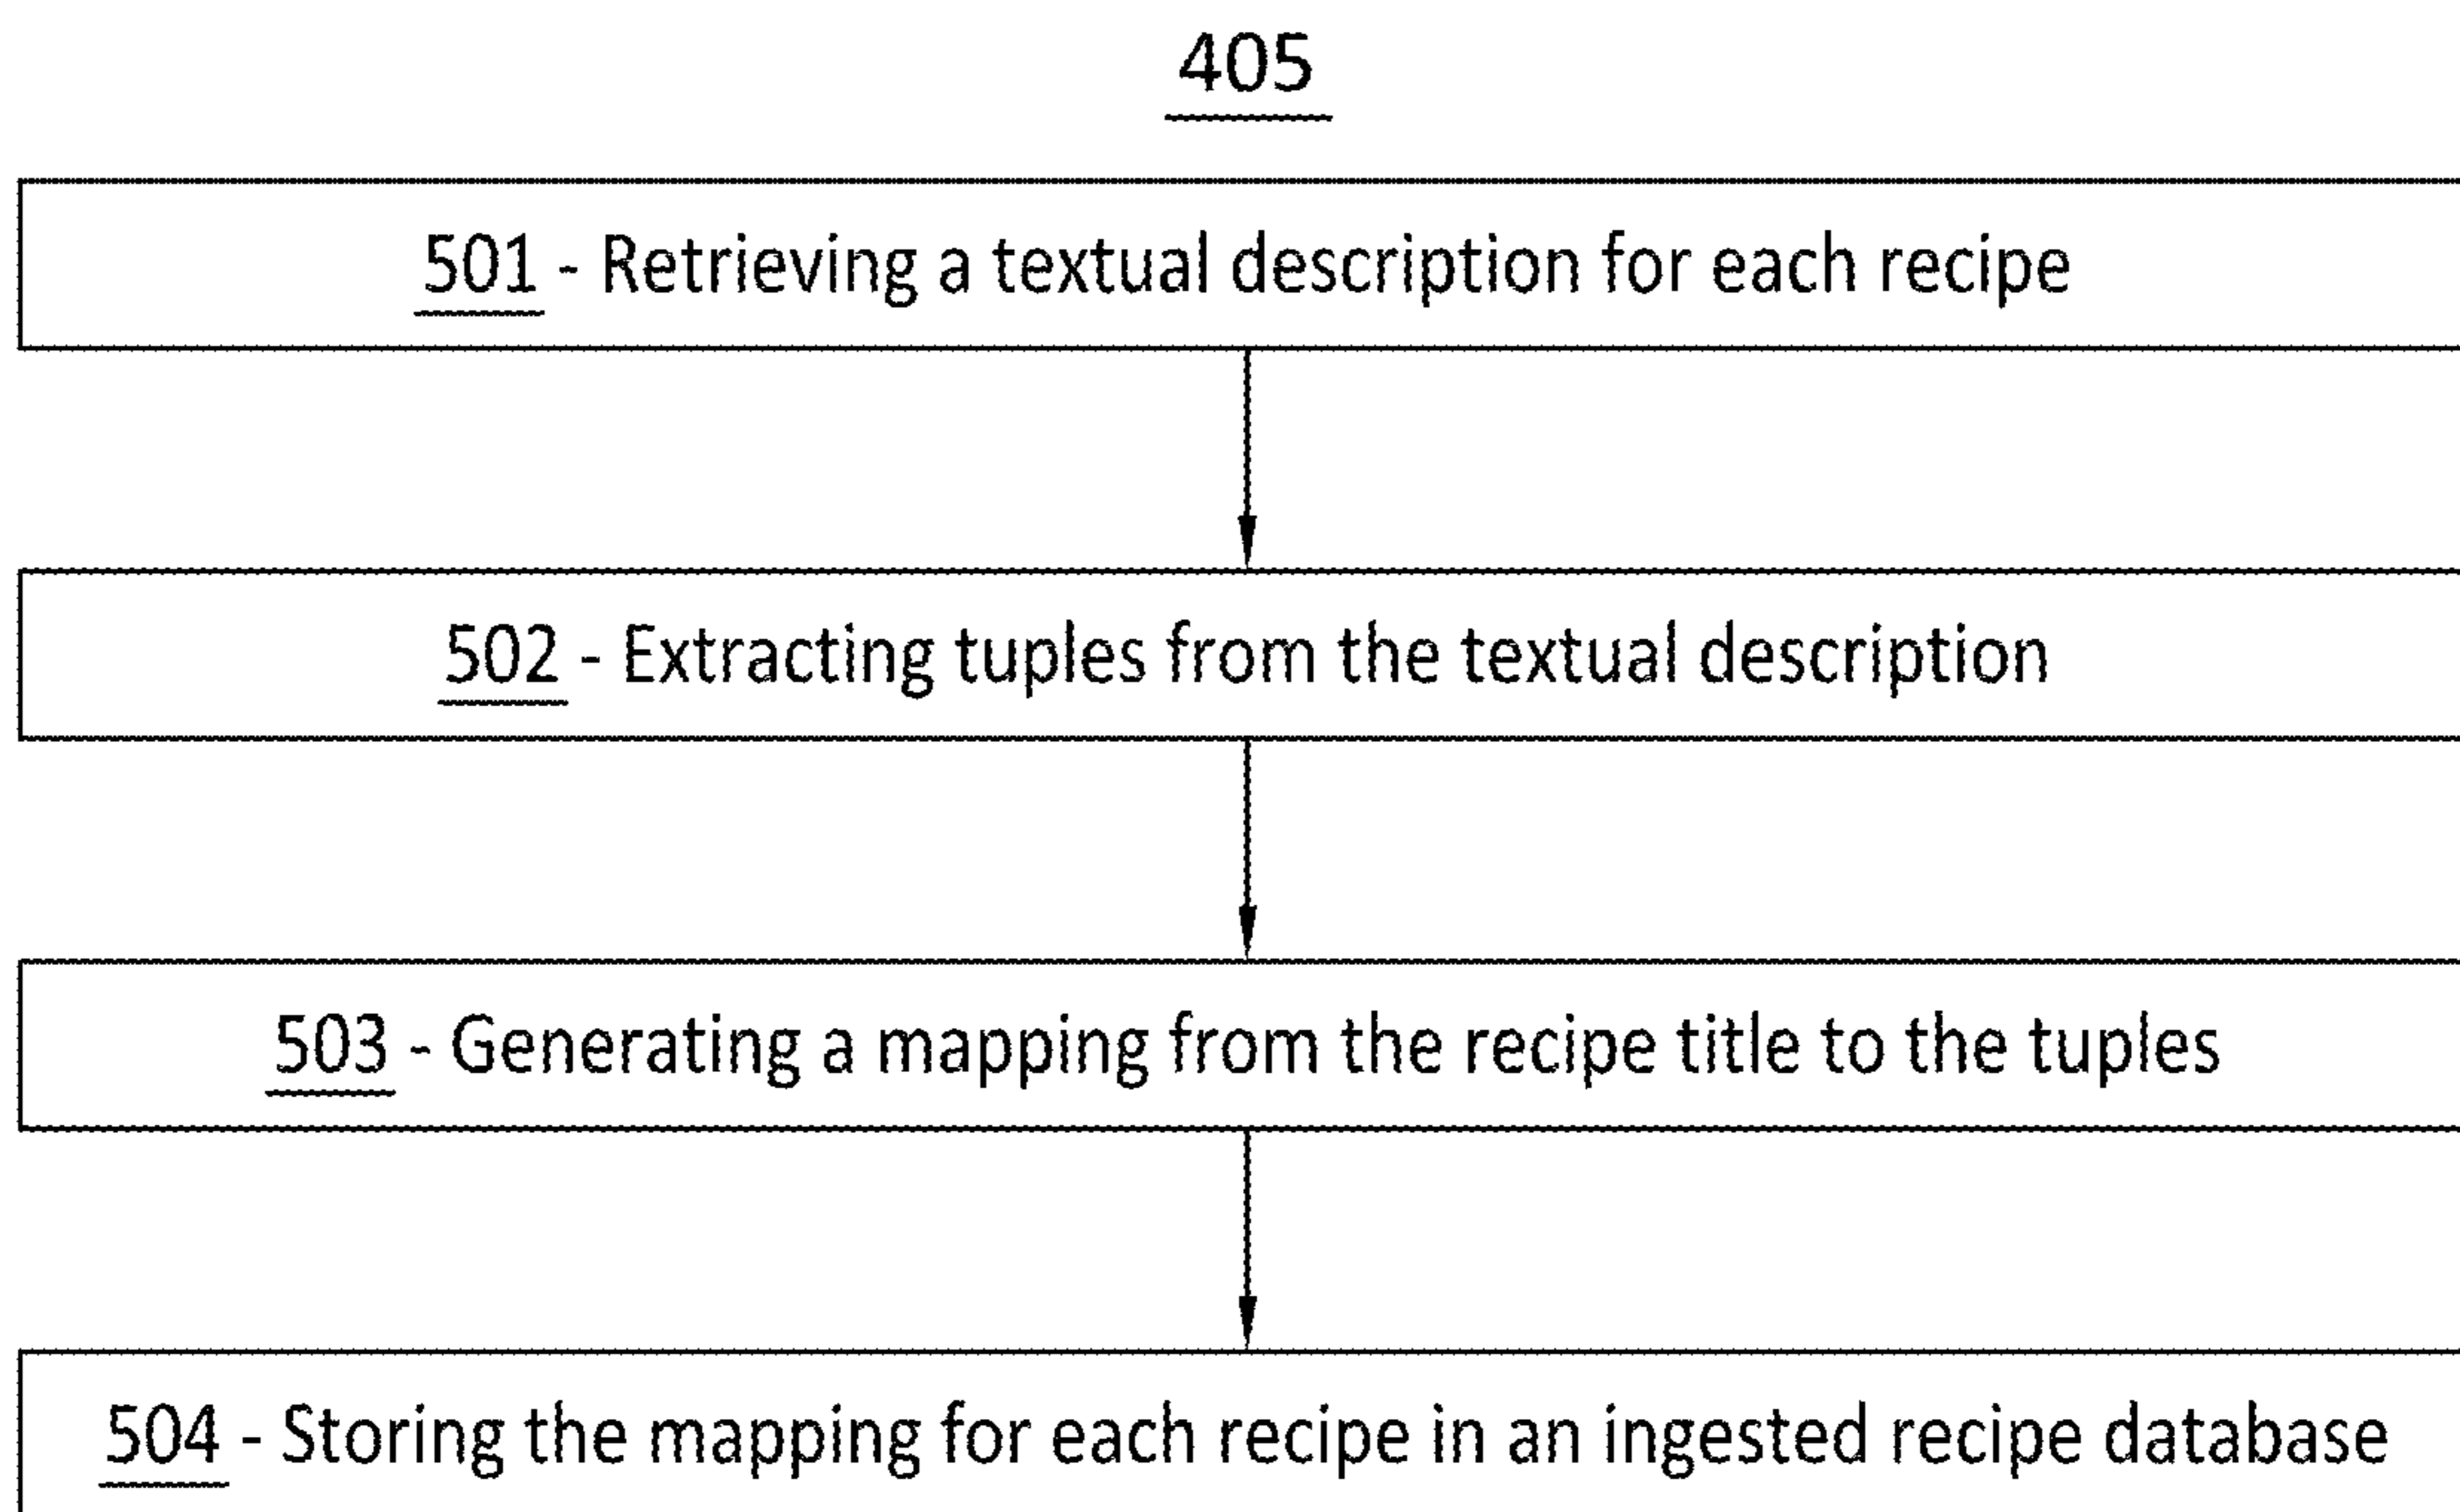 405
501 - Retrieving a textual description for each recipe
502 - Extracting tuples from the textual description
503 - Generating a mapping from the recipe title to the tuples
504 - Storing the mapping for each recipe in an ingested recipe database